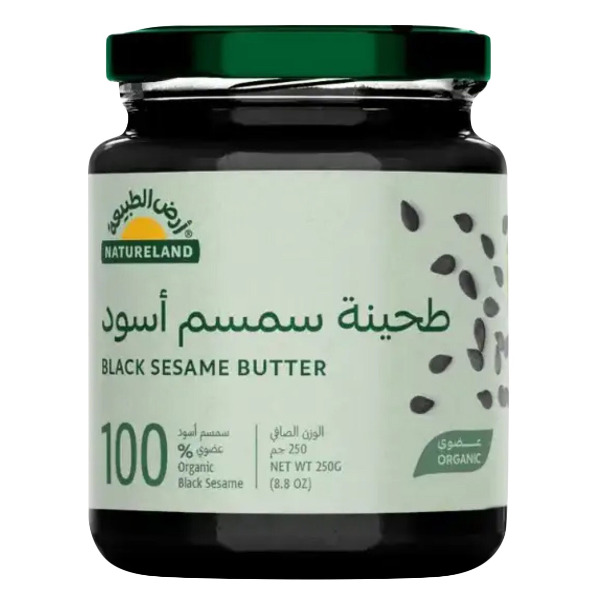 أرض الطبيعة®
NATURELAND
طحينة سمسم أسود
BLACK SESAME BUTTER
100%
سمسم أسود
عضوي
Organic
Black Sesame
الوزن الصافي
250 جم
NET WT 250G
(8.8 OZ)
عضوي
ORGANIC